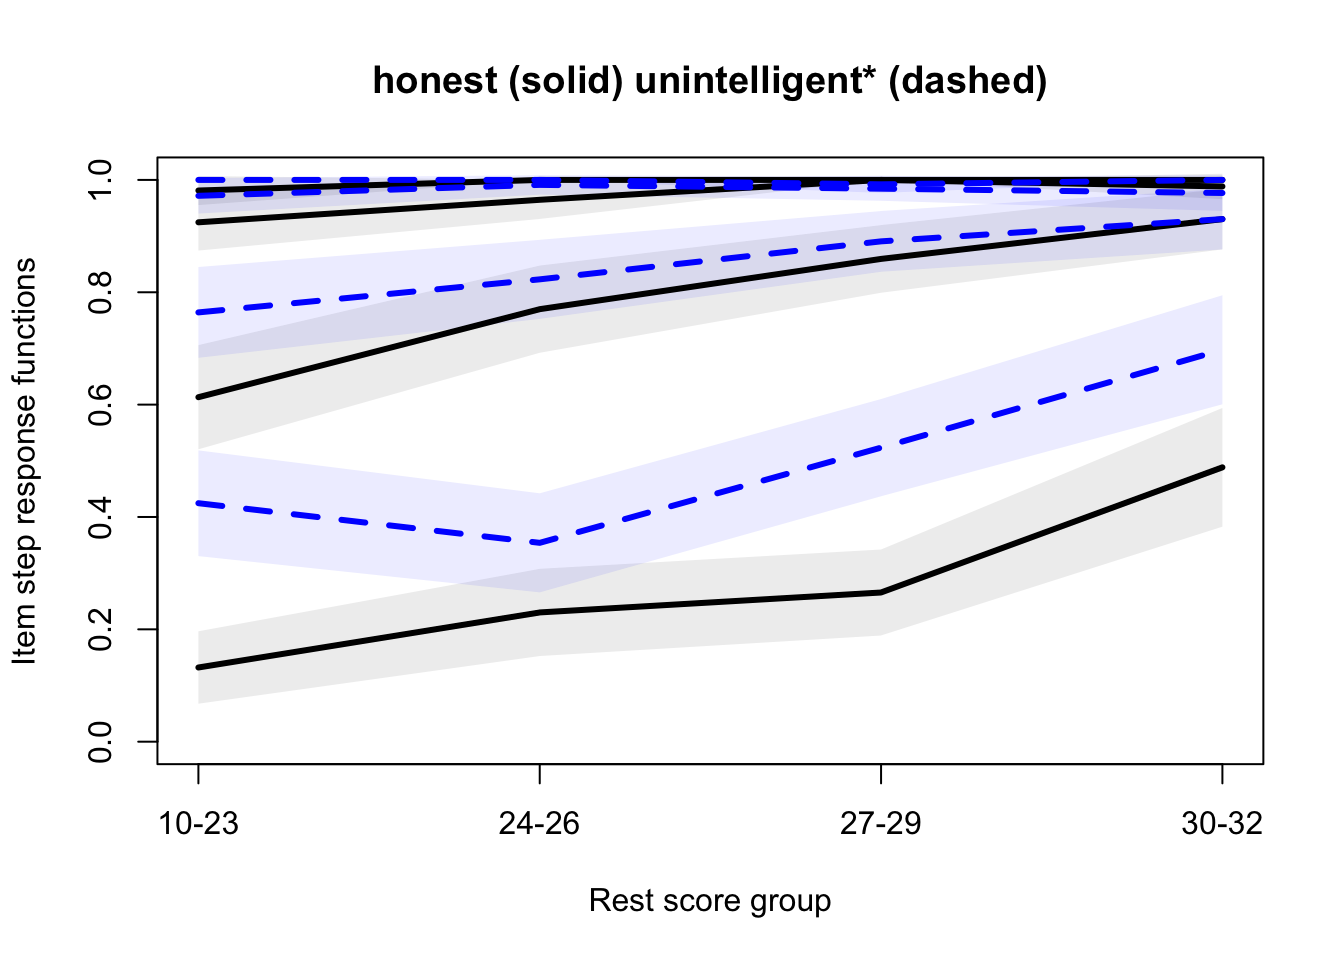 honest (solid) unintelligent* (dashed)
Item step response functions
1.0
0.8
0.6
0.4
0.2
0.0
10-23 24-26 27-29 30-32
Rest score group